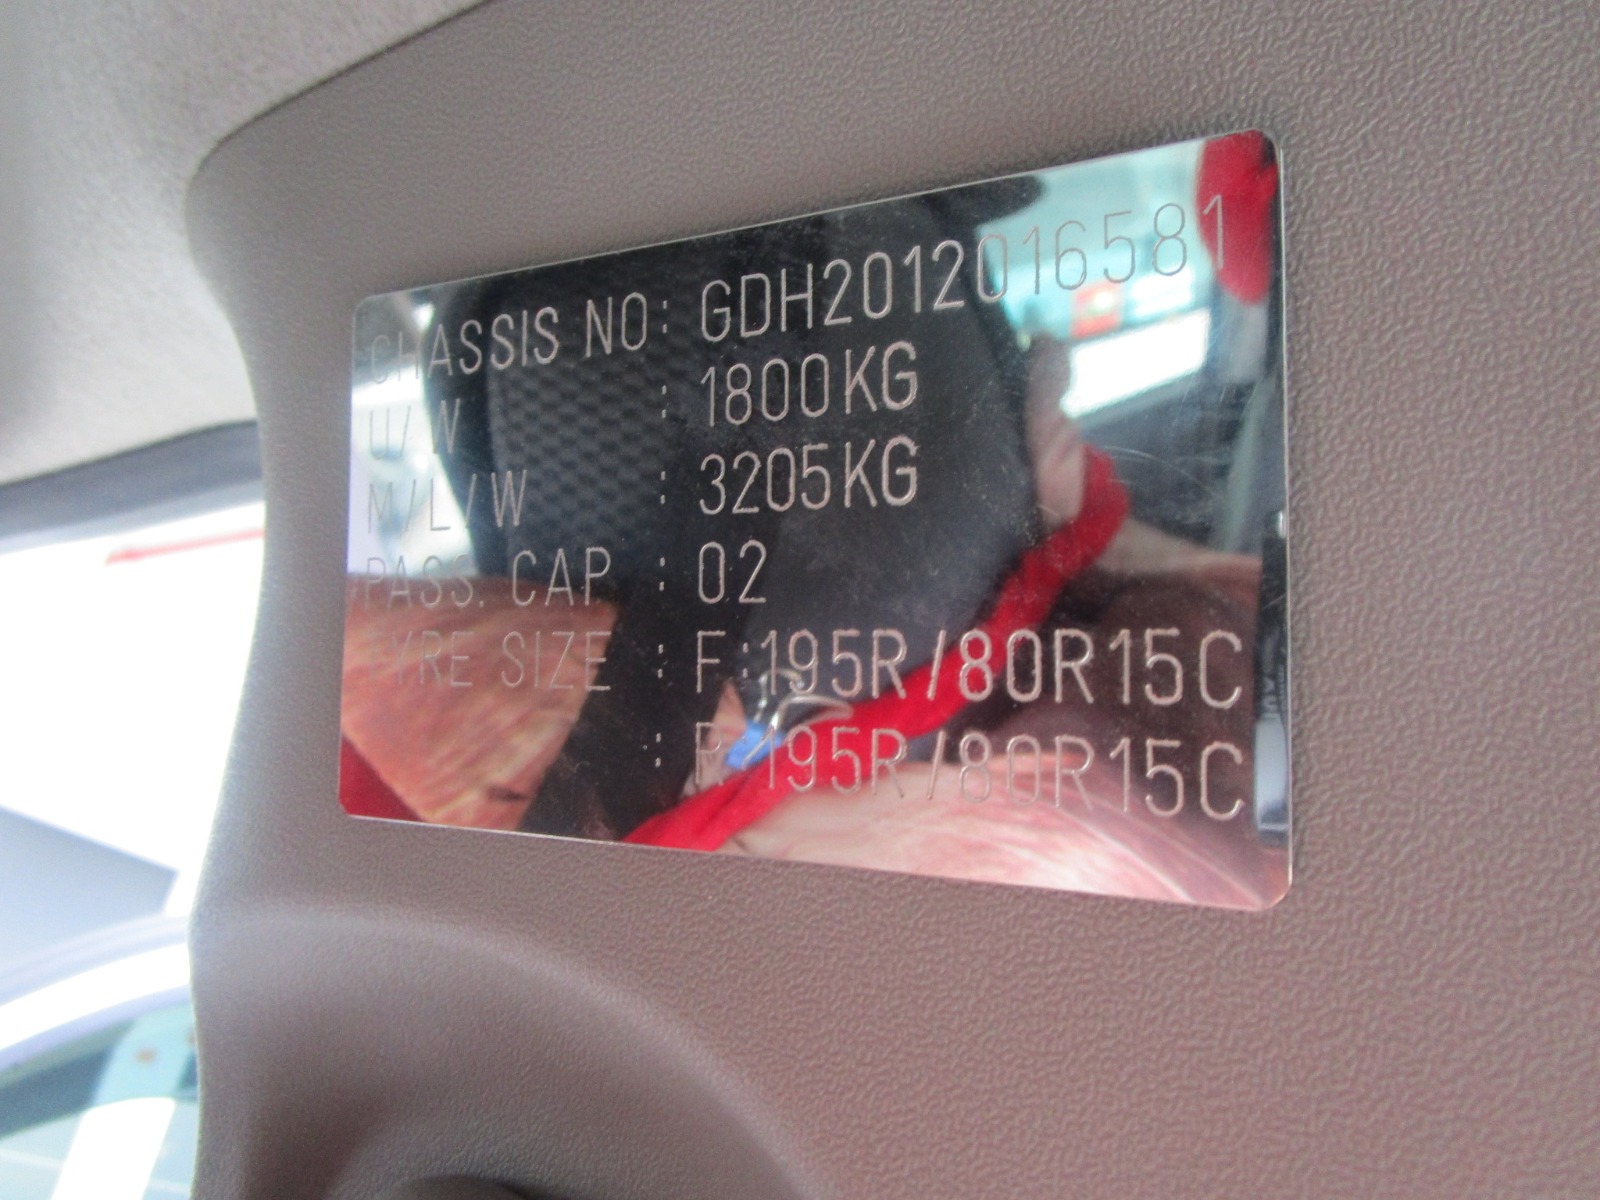 CHASSIS NO: GDH2012016581
U/W : 1800KG
M/L/W : 3205KG
PASS. CAP : 02
TYRE SIZE : F:195R/80R15C
: R:195R/80R15C